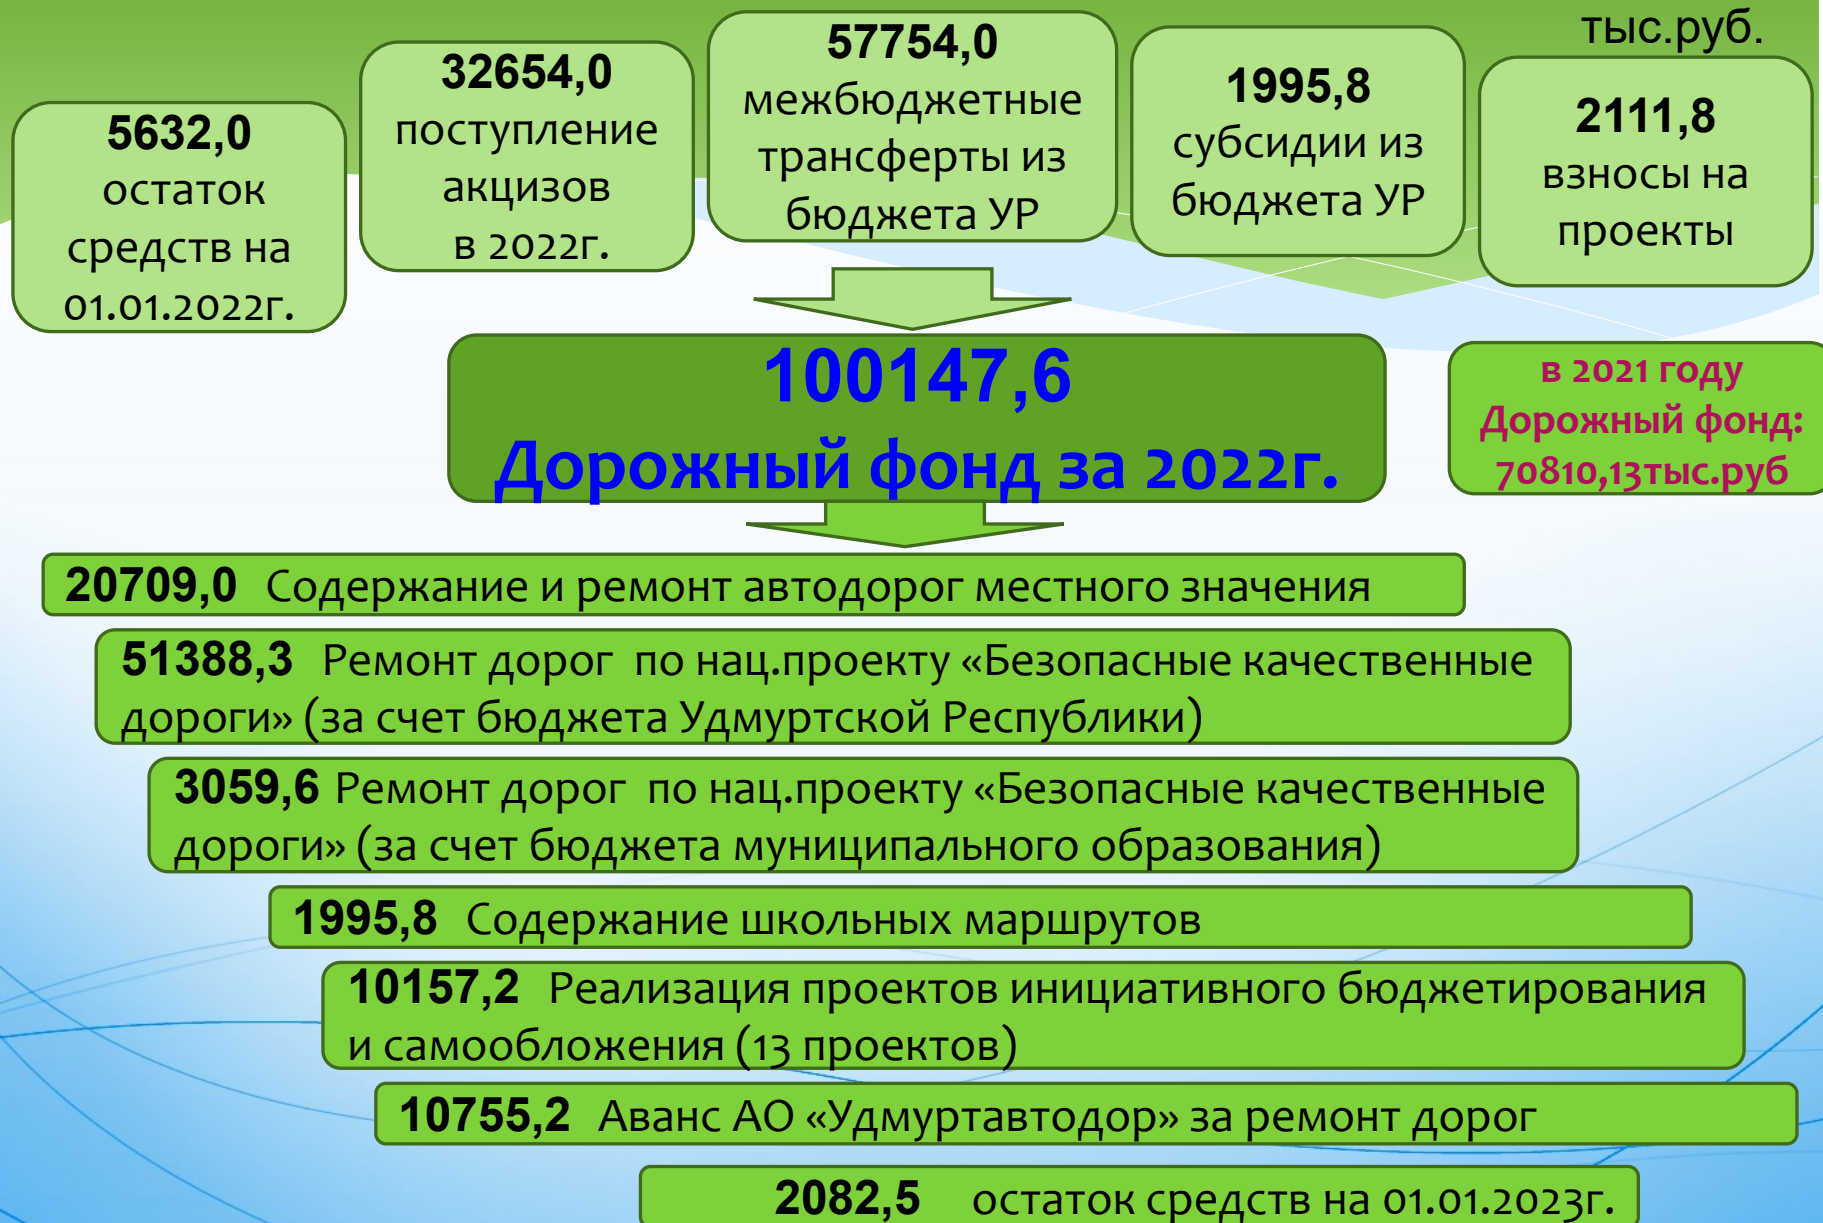 тыс.руб.
5632,0
остаток
средств на
01.01.2022г.
32654,0
поступление
акцизов
в 2022г.
57754,0
межбюджетные
трансферты из
бюджета УР
1995,8
субсидии из
бюджета УР
2111,8
взносы на
проекты
100147,6
Дорожный фонд за 2022г.
в 2021 году
Дорожный фонд:
70810,13тыс.руб
20709,0 Содержание и ремонт автодорог местного значения
51388,3 Ремонт дорог по нац.проекту «Безопасные качественные
дороги» (за счет бюджета Удмуртской Республики)
3059,6 Ремонт дорог по нац.проекту «Безопасные качественные
дороги» (за счет бюджета муниципального образования)
1995,8 Содержание школьных маршрутов
10157,2 Реализация проектов инициативного бюджетирования
и самообложения (13 проектов)
10755,2 Аванс АО «Удмуртавтодор» за ремонт дорог
2082,5 остаток средств на 01.01.2023г.